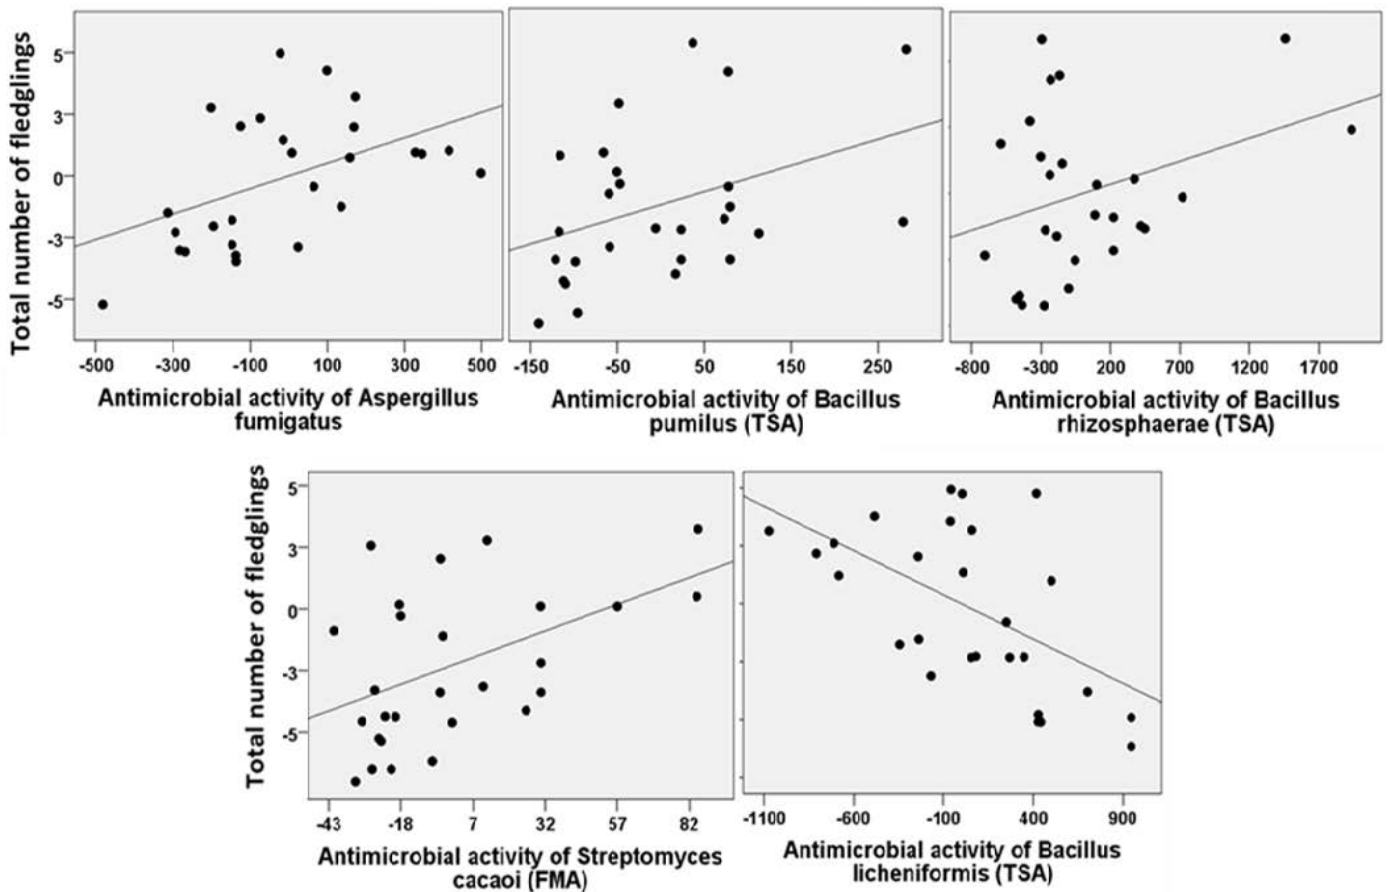 Total number of fledglings
5
3
0
-3
-5
-500 -300 -100 100 300 500
Antimicrobial activity of Aspergillus
fumigatus
-150 -50 50 150 250
Antimicrobial activity of Bacillus
pumilus (TSA)
-800 -300 200 700 1200 1700
Antimicrobial activity of Bacillus
rhizosphaerae (TSA)
Total number of fledglings
5
3
0
-3
-5
-43 -18 7 32 57 82
Antimicrobial activity of Streptomyces
cacaoi (FMA)
-1100 -600 -100 400 900
Antimicrobial activity of Bacillus
licheniformis (TSA)